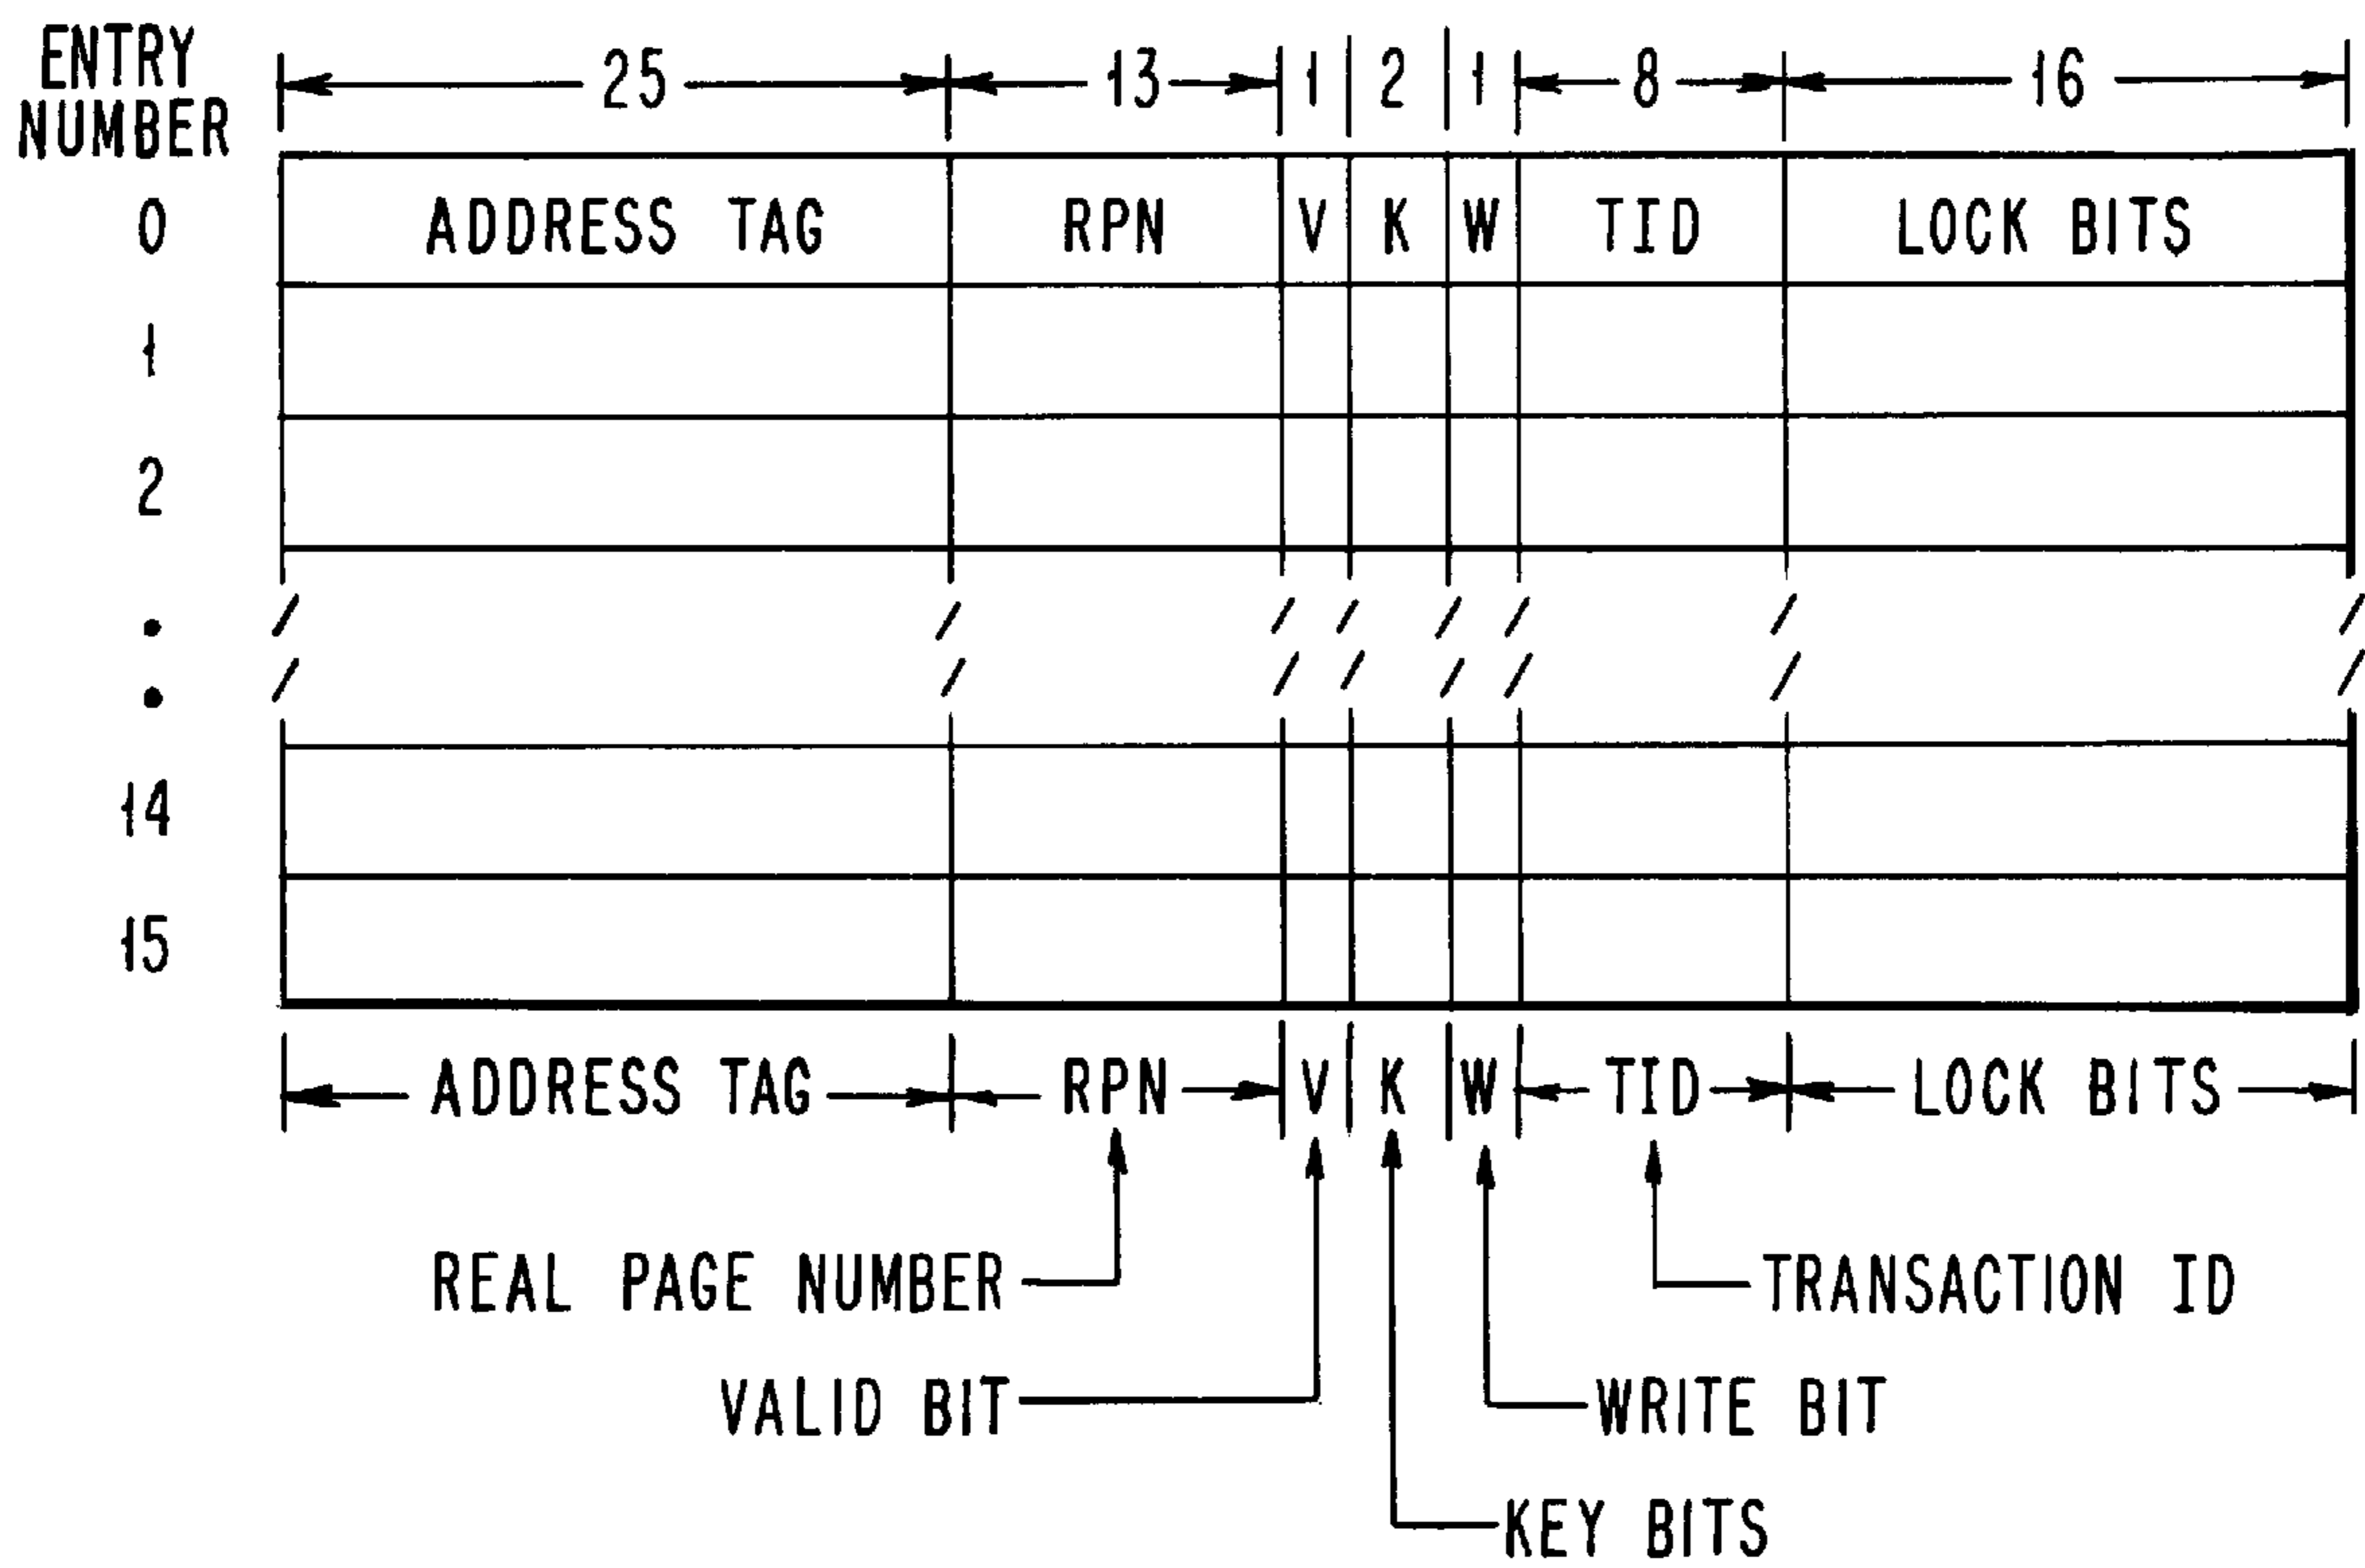 ENTRY
NUMBER
25 13 1 2 1 8 16
0 ADDRESS TAG RPN V K W TID LOCK BITS
1
2
14
15
ADDRESS TAG RPN V K W TID LOCK BITS
REAL PAGE NUMBER TRANSACTION ID
VALID BIT WRITE BIT
KEY BITS